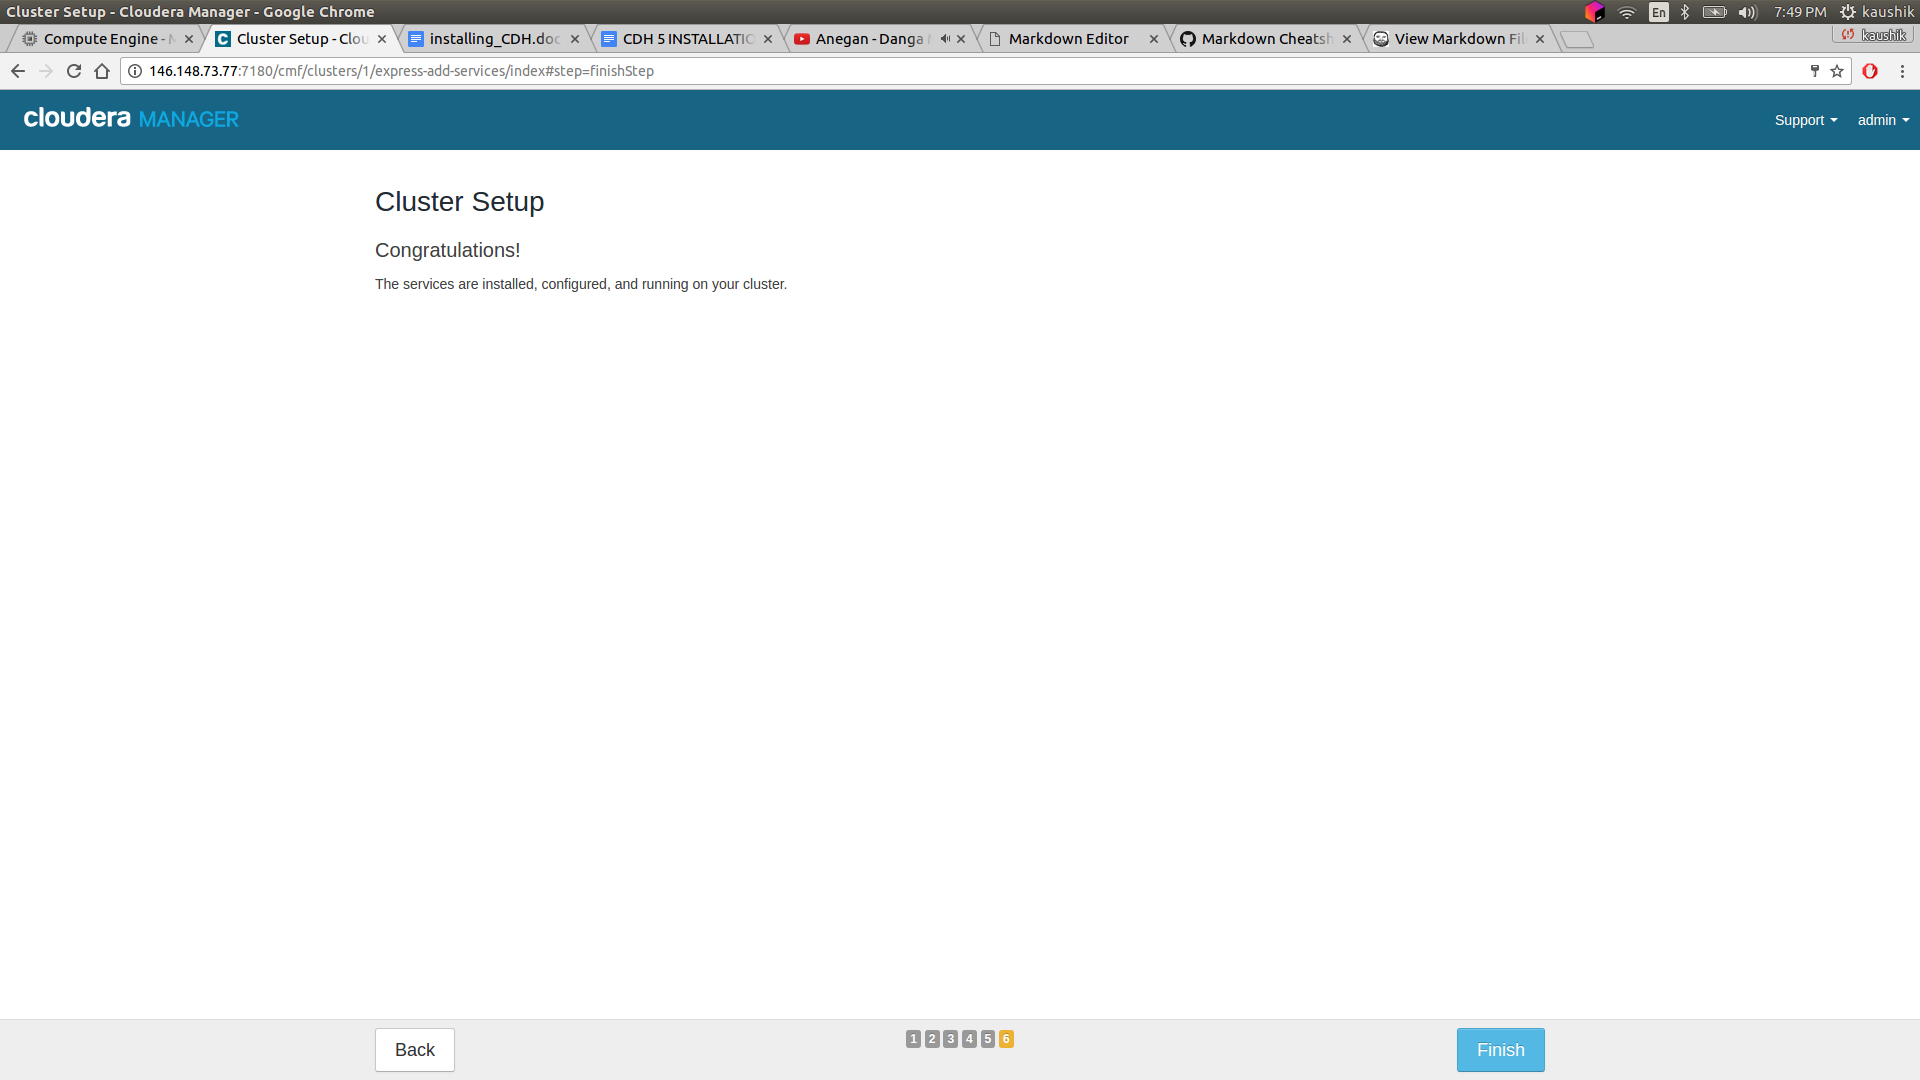 Cluster Setup - Cloudera Manager - Google Chrome
En
7:49 PM
kaushik
Compute Engine -
Cluster Setup - Clou
installing_CDH.doc
CDH 5 INSTALLATIO
Anegan - Danga
Markdown Editor
Markdown Cheatsh
View Markdown Fil
kaushik
146.148.73.77:7180/cmf/clusters/1/express-add-services/index#step=finishStep
cloudera MANAGER
Support
admin
Cluster Setup
Congratulations!
The services are installed, configured, and running on your cluster.
Back
1 2 3 4 5 6
Finish